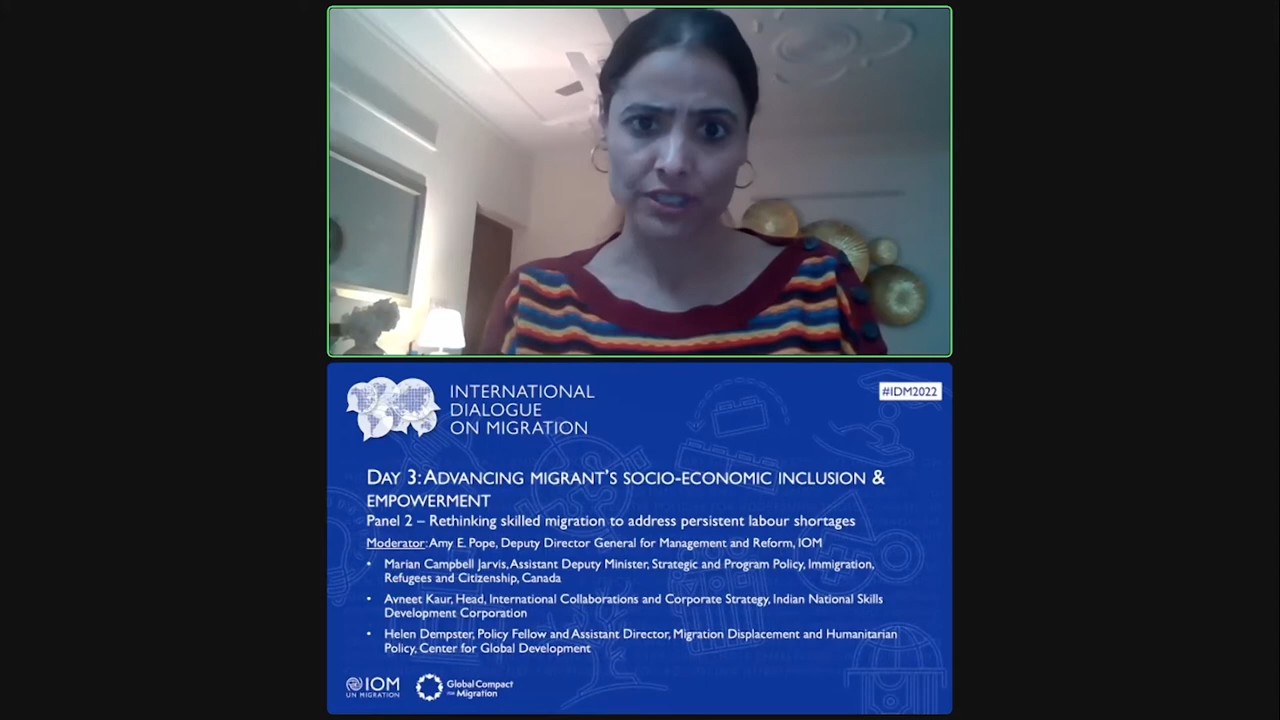 INTERNATIONAL
DIALOGUE
ON MIGRATION
#IDM2022
DAY 3: ADVANCING MIGRANT'S SOCIO-ECONOMIC INCLUSION &
EMPOWERMENT
Panel 2 – Rethinking skilled migration to address persistent labour shortages
Moderator: Amy E. Pope, Deputy Director General for Management and Reform, IOM
• Marian Campbell Jarvis, Assistant Deputy Minister, Strategic and Program Policy, Immigration,
Refugees and Citizenship, Canada
• Avneet Kaur, Head, International Collaborations and Corporate Strategy, Indian National Skills
Development Corporation
• Helen Dempster, Policy Fellow and Assistant Director, Migration Displacement and Humanitarian
Policy, Center for Global Development
IOM
UN MIGRATION
Global Compact
FOR Migration